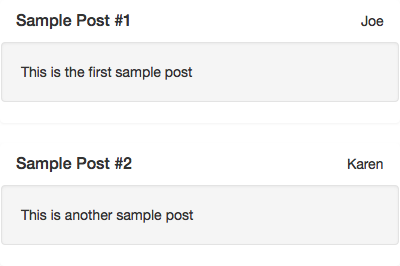 Sample Post #1 Joe
This is the first sample post
Sample Post #2 Karen
This is another sample post